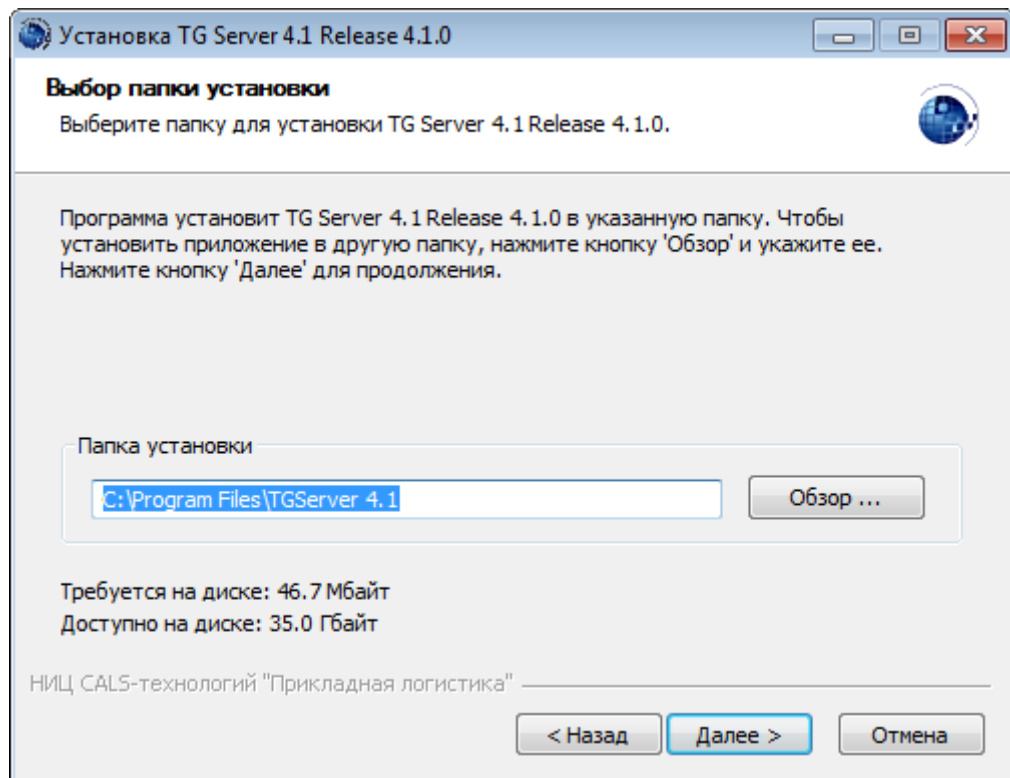 Установка TG Server 4.1 Release 4.1.0
Выбор папки установки
Выберите папку для установки TG Server 4.1 Release 4.1.0.
Программа установит TG Server 4.1 Release 4.1.0 в указанную папку. Чтобы
установить приложение в другую папку, нажмите кнопку 'Обзор' и укажите ее.
Нажмите кнопку 'Далее' для продолжения.
Папка установки
C:\Program Files\TGServer 4.1
Обзор ...
Требуется на диске: 46.7 Мбайт
Доступно на диске: 35.0 Гбайт
НИЦ CALS-технологий "Прикладная логистика"
< Назад
Далее >
Отмена